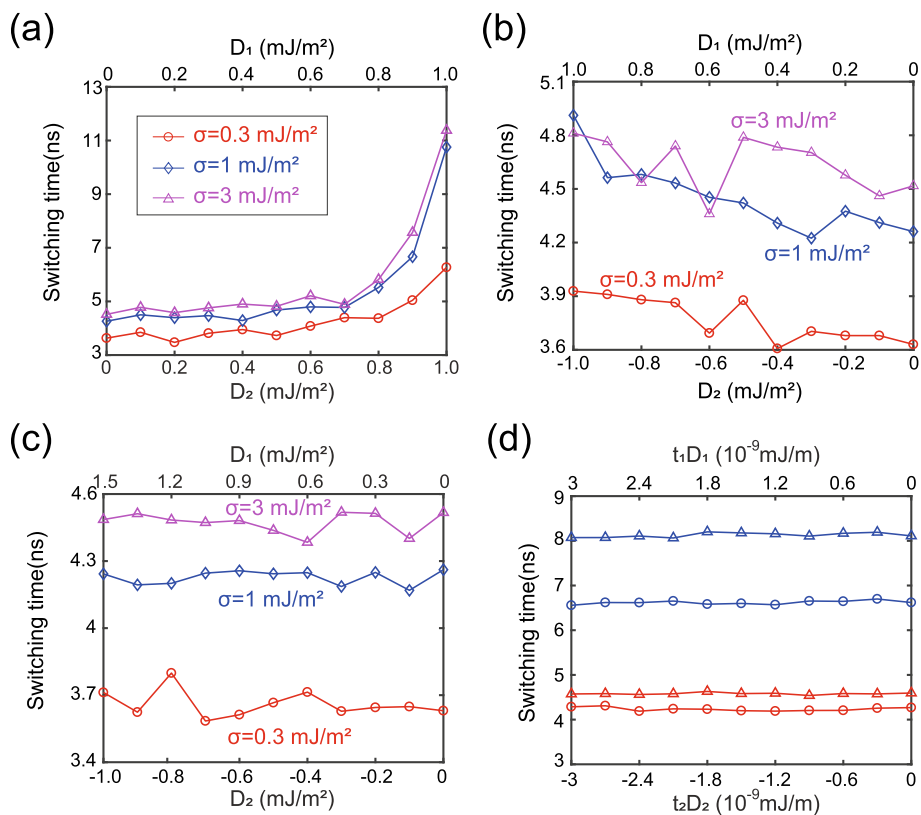 (a)
D₁ (mJ/m²)
0 0.2 0.4 0.6 0.8 1.0
Switching time(ns)
13
11
9
7
5
3
σ=0.3 mJ/m²
σ=1 mJ/m²
σ=3 mJ/m²
0 0.2 0.4 0.6 0.8 1.0
D₂ (mJ/m²)
(b)
D₁ (mJ/m²)
1.0 0.8 0.6 0.4 0.2 0
Switching time(ns)
5.1
4.8
4.5
4.2
3.9
3.6
σ=3 mJ/m²
σ=1 mJ/m²
σ=0.3 mJ/m²
-1.0 -0.8 -0.6 -0.4 -0.2 0
D₂ (mJ/m²)
(c)
D₁ (mJ/m²)
1.5 1.2 0.9 0.6 0.3 0
Switching time(ns)
4.6
4.3
4
3.7
3.4
σ=3 mJ/m²
σ=1 mJ/m²
σ=0.3 mJ/m²
-1.0 -0.8 -0.6 -0.4 -0.2 0
D₂ (mJ/m²)
(d)
t₁D₁ (10⁻⁹mJ/m)
3 2.4 1.8 1.2 0.6 0
Switching time(ns)
9
8
7
6
5
4
3
-3 -2.4 -1.8 -1.2 -0.6 0
t₂D₂ (10⁻⁹mJ/m)